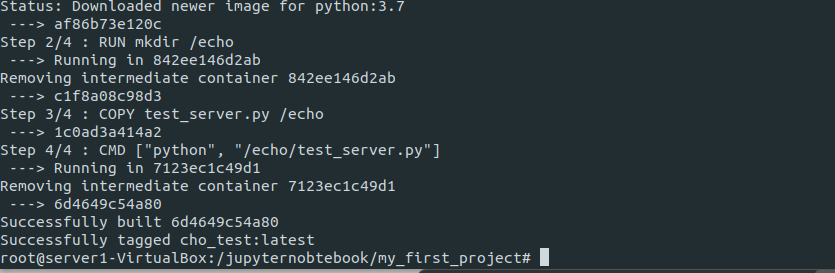 Status: Downloaded newer image for python:3.7
---> af86b73e120c
Step 2/4 : RUN mkdir /echo
---> Running in 842ee146d2ab
Removing intermediate container 842ee146d2ab
---> c1f8a08c98d3
Step 3/4 : COPY test_server.py /echo
---> 1c0ad3a414a2
Step 4/4 : CMD ["python", "/echo/test_server.py"]
---> Running in 7123ec1c49d1
Removing intermediate container 7123ec1c49d1
---> 6d4649c54a80
Successfully built 6d4649c54a80
Successfully tagged cho_test:latest
root@server1-VirtualBox:/jupyternobtebook/my_first_project#